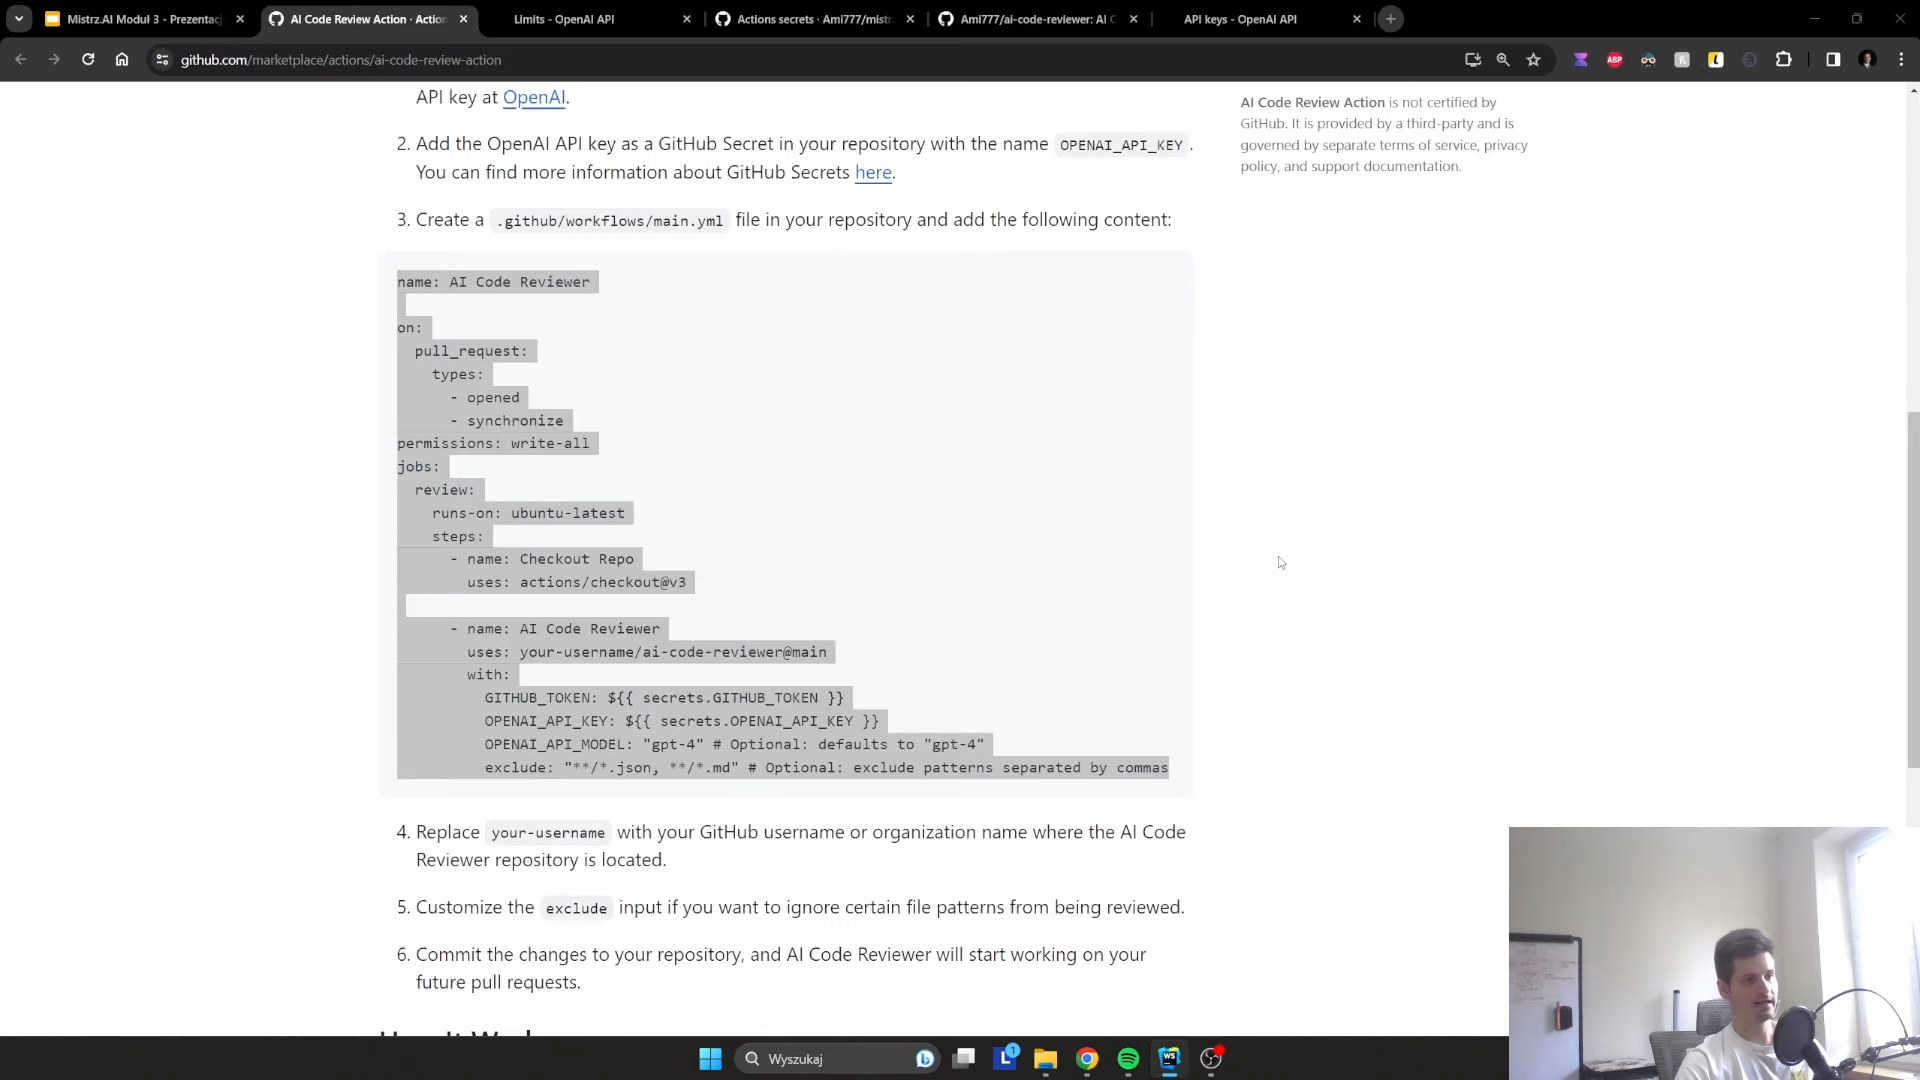 Mistrz.AI Moduł 3 - Prezentacj
AI Code Review Action · Action
Limits - OpenAI API
Actions secrets · Ami777/mistr
Ami777/ai-code-reviewer: AI C
API keys - OpenAI API
github.com/marketplace/actions/ai-code-review-action
ABP
API key at OpenAI.
2. Add the OpenAI API key as a GitHub Secret in your repository with the name OPENAI_API_KEY .
You can find more information about GitHub Secrets here.
3. Create a .github/workflows/main.yml file in your repository and add the following content:
name: AI Code Reviewer
on:
pull_request:
types:
- opened
- synchronize
permissions: write-all
jobs:
review:
runs-on: ubuntu-latest
steps:
- name: Checkout Repo
uses: actions/checkout@v3
- name: AI Code Reviewer
uses: your-username/ai-code-reviewer@main
with:
GITHUB_TOKEN: ${{ secrets.GITHUB_TOKEN }}
OPENAI_API_KEY: ${{ secrets.OPENAI_API_KEY }}
OPENAI_API_MODEL: "gpt-4" # Optional: defaults to "gpt-4"
exclude: "**/*.json, **/*.md" # Optional: exclude patterns separated by commas
4. Replace your-username with your GitHub username or organization name where the AI Code
Reviewer repository is located.
5. Customize the exclude input if you want to ignore certain file patterns from being reviewed.
6. Commit the changes to your repository, and AI Code Reviewer will start working on your
future pull requests.
AI Code Review Action is not certified by
GitHub. It is provided by a third-party and is
governed by separate terms of service, privacy
policy, and support documentation.
Wyszukaj
L
1
WS